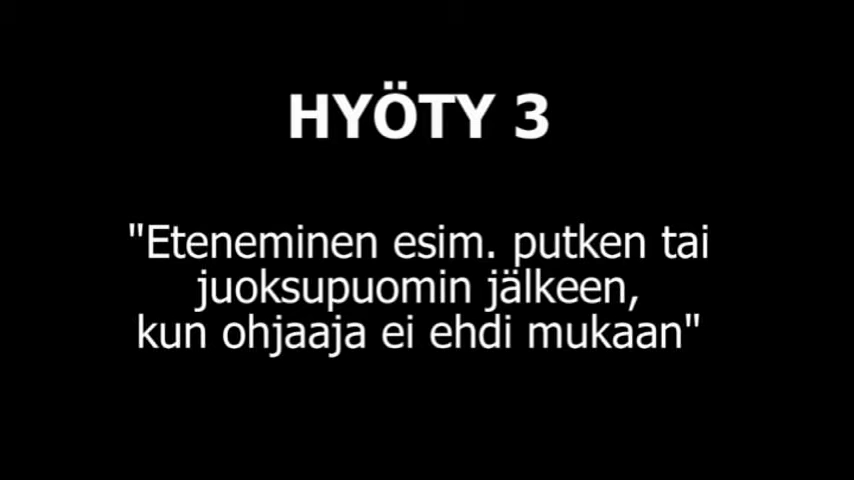 HYÖTY 3
"Eteneminen esim. putken tai
juoksupuomin jälkeen,
kun ohjaaja ei ehdi mukaan"